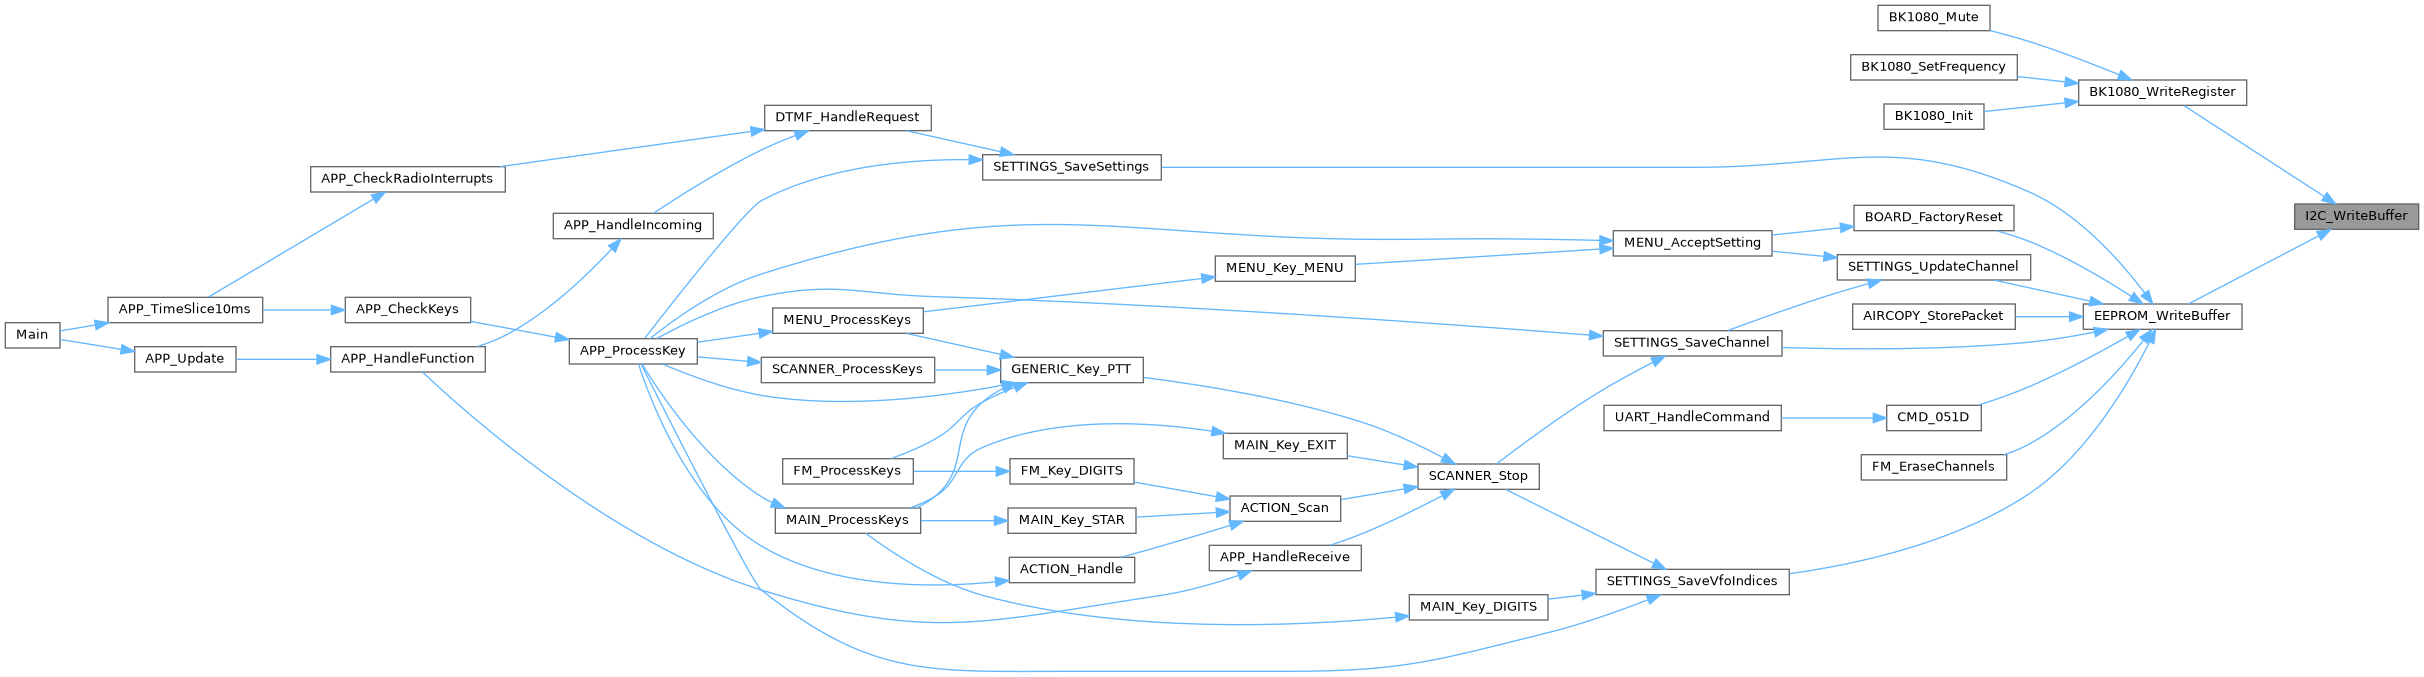 BK1080_Mute
BK1080_SetFrequency
BK1080_WriteRegister
DTMF_HandleRequest
BK1080_Init
SETTINGS_SaveSettings
APP_CheckRadioInterrupts
I2C_WriteBuffer
BOARD_FactoryReset
APP_HandleIncoming
MENU_AcceptSetting
MENU_Key_MENU
SETTINGS_UpdateChannel
APP_TimeSlice10ms
APP_CheckKeys
AIRCOPY_StorePacket
EEPROM_WriteBuffer
MENU_ProcessKeys
Main
SETTINGS_SaveChannel
APP_ProcessKey
APP_Update
APP_HandleFunction
SCANNER_ProcessKeys
GENERIC_Key_PTT
UART_HandleCommand
CMD_051D
MAIN_Key_EXIT
FM_EraseChannels
FM_ProcessKeys
FM_Key_DIGITS
SCANNER_Stop
ACTION_Scan
MAIN_ProcessKeys
MAIN_Key_STAR
APP_HandleReceive
ACTION_Handle
SETTINGS_SaveVfoIndices
MAIN_Key_DIGITS